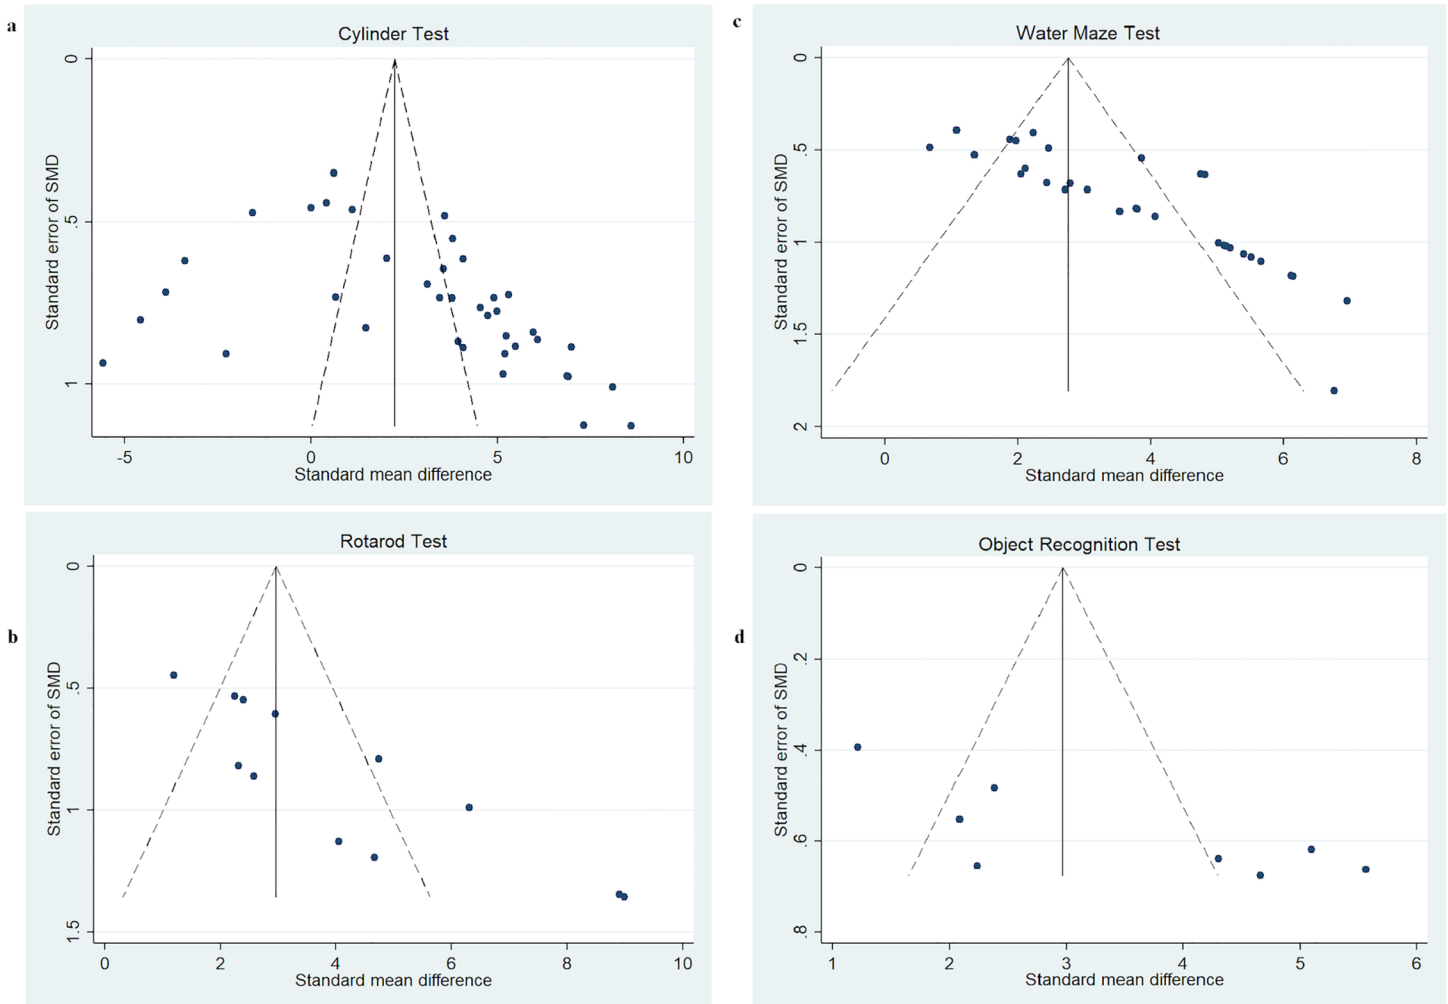 a
Cylinder Test
0
.5
1
Standard error of SMD
-5 0 5 10
Standard mean difference
c
Water Maze Test
0
.5
1
1.5
2
Standard error of SMD
0 2 4 6 8
Standard mean difference
b
Rotarod Test
0
.5
1
1.5
Standard error of SMD
0 2 4 6 8 10
Standard mean difference
d
Object Recognition Test
0
.2
.4
.6
.8
Standard error of SMD
1 2 3 4 5 6
Standard mean difference